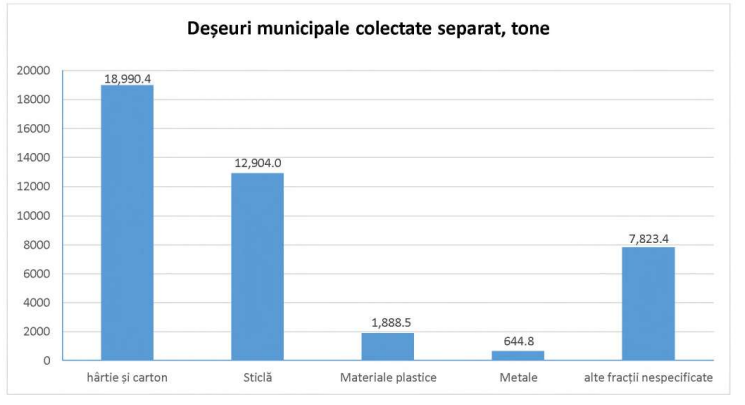 Deșeuri municipale colectate separat, tone
20000
18000
16000
14000
12000
10000
8000
6000
4000
2000
0
18,990.4
12,904.0
1,888.5
644.8
7,823.4
hârtie și carton
Sticlă
Materiale plastice
Metale
alte fracții nespecificate